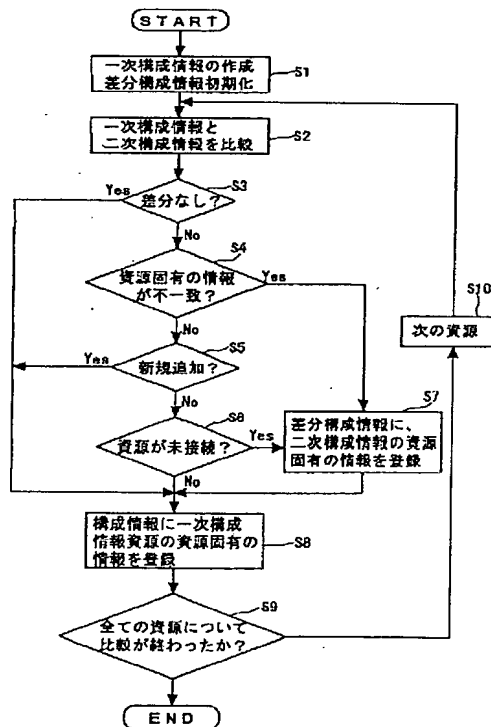 START
一次構成情報の作成
差分構成情報初期化
S1
一次構成情報と
二次構成情報を比較
S2
Yes
S3
差分なし?
No
S4
資源固有の情報
が不一致?
Yes
S10
次の資源
No
S5
Yes
新規追加?
No
S6
資源が未接続?
Yes
S7
差分構成情報に、
二次構成情報の資源
固有の情報を登録
No
構成情報に一次構成
情報資源の資源固有の
情報を登録
S8
S9
全ての資源について
比較が終わったか?
END